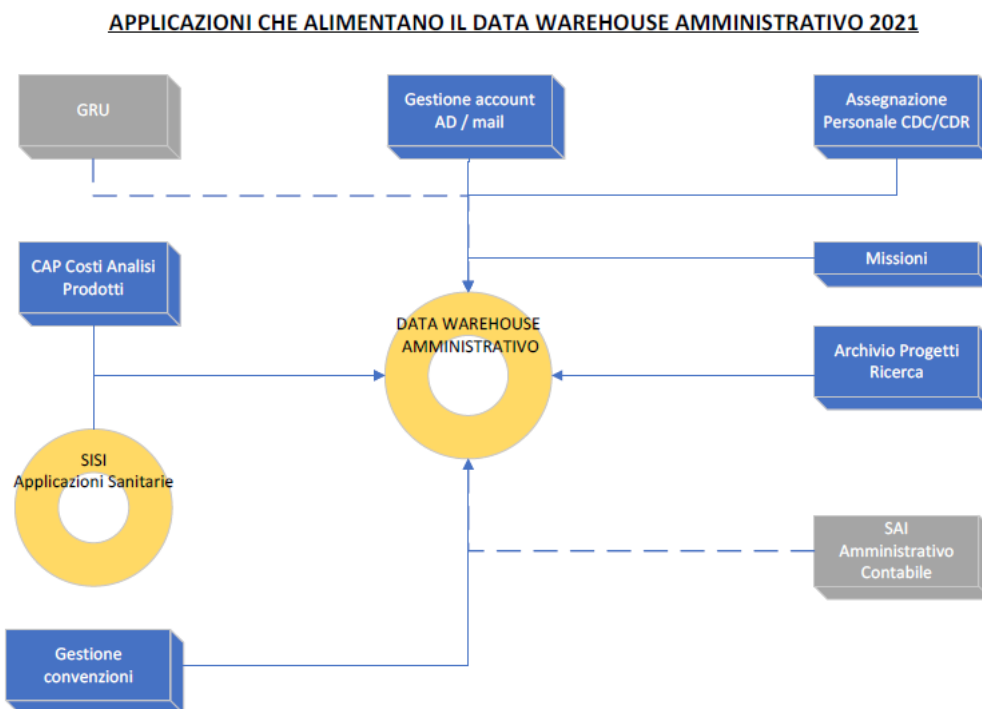 APPLICAZIONI CHE ALIMENTANO IL DATA WAREHOUSE AMMINISTRATIVO 2021
GRU
Gestione account
AD / mail
Assegnazione
Personale CDC/CDR
CAP Costi Analisi
Prodotti
Missioni
DATA WAREHOUSE
AMMINISTRATIVO
Archivio Progetti
Ricerca
SISI
Applicazioni Sanitarie
SAI
Amministrativo
Contabile
Gestione
convenzioni